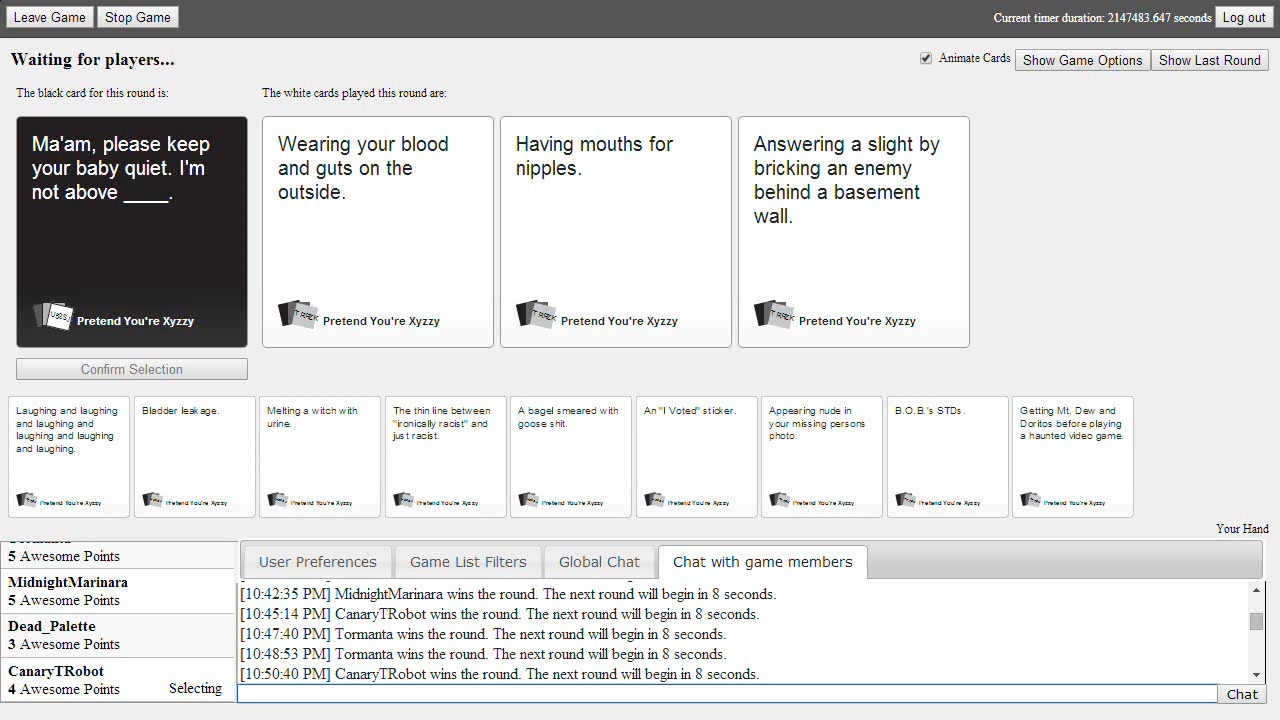 Leave Game
Stop Game
Current timer duration: 2147483.647 seconds
Log out
Waiting for players...
Animate Cards
Show Game Options
Show Last Round
The black card for this round is:
The white cards played this round are:
Ma'am, please keep
your baby quiet. I'm
not above ____.
Pretend You're Xyzzy
Wearing your blood
and guts on the
outside.
Pretend You're Xyzzy
Having mouths for
nipples.
Pretend You're Xyzzy
Answering a slight by
bricking an enemy
behind a basement
wall.
Pretend You're Xyzzy
Confirm Selection
Laughing and laughing
and laughing and
laughing and laughing
and laughing.
Pretend You're Xyzzy
Bladder leakage.
Pretend You're Xyzzy
Melting a witch with
urine.
Pretend You're Xyzzy
The thin line between
"ironically racist" and
just racist.
Pretend You're Xyzzy
A bagel smeared with
goose shit.
Pretend You're Xyzzy
An "I Voted" sticker.
Pretend You're Xyzzy
Appearing nude in
your missing persons
photo.
Pretend You're Xyzzy
B.O.B.'s STDs.
Pretend You're Xyzzy
Getting Mt. Dew and
Doritos before playing
a haunted video game.
Pretend You're Xyzzy
Your Hand
5 Awesome Points
MidnightMarinara
5 Awesome Points
Dead_Palette
3 Awesome Points
CanaryTRobot
4 Awesome Points
Selecting
User Preferences
Game List Filters
Global Chat
Chat with game members
[10:42:35 PM] MidnightMarinara wins the round. The next round will begin in 8 seconds.
[10:45:14 PM] CanaryTRobot wins the round. The next round will begin in 8 seconds.
[10:47:40 PM] Tormanta wins the round. The next round will begin in 8 seconds.
[10:48:53 PM] Tormanta wins the round. The next round will begin in 8 seconds.
[10:50:40 PM] CanaryTRobot wins the round. The next round will begin in 8 seconds.
Chat